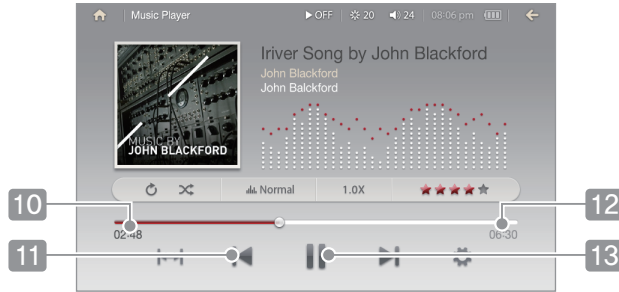 Music Player
OFF
20
24
08:06 pm
Iriver Song by John Blackford
John Blackford
John Balckford
MUSIC BY
JOHN BLACKFORD
Normal
1.0X
10
12
02:48
06:30
11
13